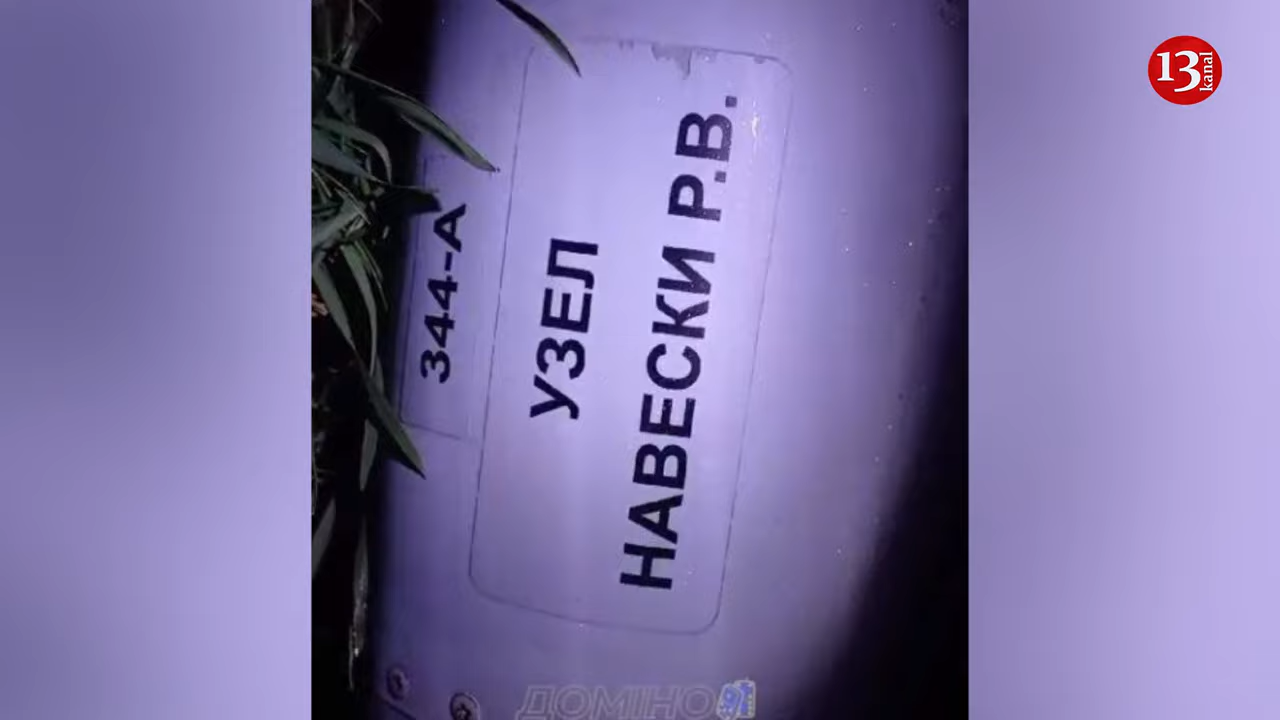 344-А
УЗЕЛ
НАВЕСКИ Р.В.
13
kanal
ДОМІНО